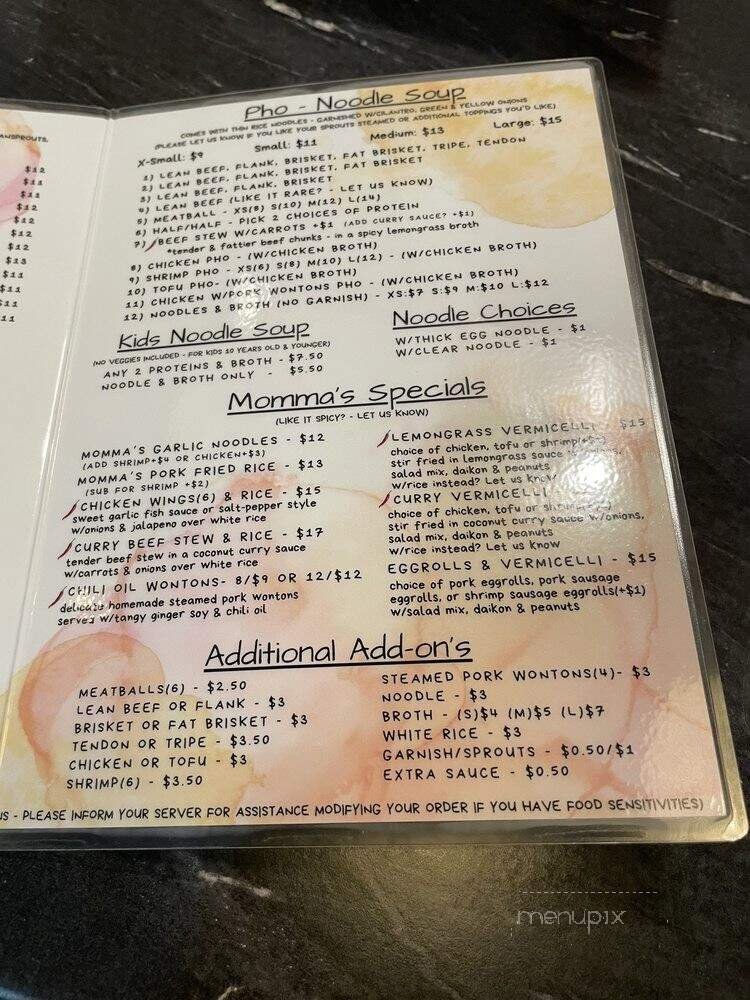 Pho - Noodle Soup
COMES WITH THIN RICE NOODLES - GARNISHED W/CILANTRO, GREEN & YELLOW ONIONS
(PLEASE LET US KNOW IF YOU LIKE YOUR SPROUTS STEAMED OR ADDITIONAL TOPPINGS YOU'D LIKE)
X-Small: $9 Small: $11 Medium: $13 Large: $15
1) LEAN BEEF, FLANK, BRISKET, FAT BRISKET, TRIPE, TENDON
2) LEAN BEEF, FLANK, BRISKET, FAT BRISKET
3) LEAN BEEF, FLANK, BRISKET
4) LEAN BEEF (LIKE IT RARE? - LET US KNOW)
5) MEATBALL - XS(8) S(10) M(12) L(14)
6) HALF/HALF - PICK 2 CHOICES OF PROTEIN
7) BEEF STEW W/CARROTS +$1 (ADD CURRY SAUCE? +$1)
*tender & fattier beef chunks - in a spicy lemongrass broth
8) CHICKEN PHO - (W/CHICKEN BROTH)
9) SHRIMP PHO - XS(6) S(8) M(10) L(12) - (W/CHICKEN BROTH)
10) TOFU PHO- (W/CHICKEN BROTH)
11) CHICKEN W/PORK WONTONS PHO - (W/CHICKEN BROTH)
12) NOODLES & BROTH (NO GARNISH) - XS:$7 S:$9 M:$10 L:$12
Kids Noodle Soup
(NO VEGGIES INCLUDED - FOR KIDS 10 YEARS OLD & YOUNGER)
ANY 2 PROTEINS & BROTH - $7.50
NOODLE & BROTH ONLY - $5.50
Noodle Choices
W/THICK EGG NOODLE - $1
W/CLEAR NOODLE - $1
Momma's Specials
(LIKE IT SPICY? - LET US KNOW)
MOMMA'S GARLIC NOODLES - $12
(ADD SHRIMP+$4 OR CHICKEN+$3)
MOMMA'S PORK FRIED RICE - $13
(SUB FOR SHRIMP +$2)
CHICKEN WINGS(6) & RICE - $15
sweet garlic fish sauce or salt-pepper style
w/onions & jalapeno over white rice
CURRY BEEF STEW & RICE - $17
tender beef stew in a coconut curry sauce
w/carrots & onions over white rice
CHILI OIL WONTONS- 8/$9 OR 12/$12
delicate homemade steamed pork wontons
served w/tangy ginger soy & chili oil
LEMONGRASS VERMICELLI $15
choice of chicken, tofu or shrimp
stir fried in lemongrass sauce
salad mix, daikon & peanuts
w/rice instead? Let us know
CURRY VERMICELLI
choice of chicken, tofu or shrimp
stir fried in coconut curry sauce w/onions,
salad mix, daikon & peanuts
w/rice instead? Let us know
EGGROLLS & VERMICELLI - $15
choice of pork eggrolls, pork sausage
eggrolls, or shrimp sausage eggrolls(+$1)
w/salad mix, daikon & peanuts
Additional Add-on's
MEATBALLS(6) - $2.50
LEAN BEEF OR FLANK - $3
BRISKET OR FAT BRISKET - $3
TENDON OR TRIPE - $3.50
CHICKEN OR TOFU - $3
SHRIMP(6) - $3.50
STEAMED PORK WONTONS(4)- $3
NOODLE - $3
BROTH - (S)$4 (M)$5 (L)$7
WHITE RICE - $3
GARNISH/SPROUTS - $0.50/$1
EXTRA SAUCE - $0.50
US - PLEASE INFORM YOUR SERVER FOR ASSISTANCE MODIFYING YOUR ORDER IF YOU HAVE FOOD SENSITIVITIES)
$12
$11
$12
$12
$12
$12
$12
$13
$11
menupix